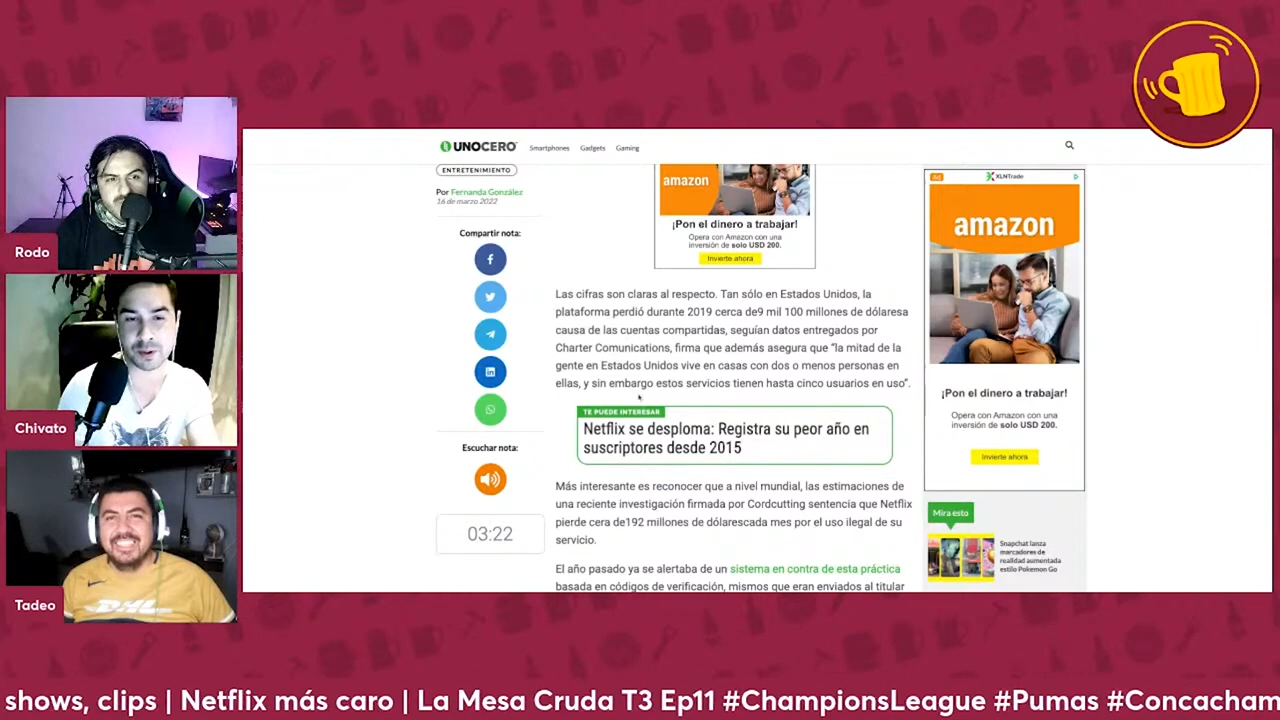 Rodo
Chivato
Tadeo
DHL
UNOCERO
Smartphones Gadgets Gaming
ENTRETENIMIENTO
Por Fernanda González
16 de marzo 2022
Compartir nota:
Escuchar nota:
03:22
amazon
¡Pon el dinero a trabajar!
Opera con Amazon con una
inversión de solo USD 200.
Invierte ahora
Las cifras son claras al respecto. Tan sólo en Estados Unidos, la
plataforma perdió durante 2019 cerca de9 mil 100 millones de dólaresa
causa de las cuentas compartidas, seguían datos entregados por
Charter Comunications, firma que además asegura que “la mitad de la
gente en Estados Unidos vive en casas con dos o menos personas en
ellas, y sin embargo estos servicios tienen hasta cinco usuarios en uso”.
TE PUEDE INTERESAR
Netflix se desploma: Registra su peor año en
suscriptores desde 2015
Más interesante es reconocer que a nivel mundial, las estimaciones de
una reciente investigación firmada por Cordcutting sentencia que Netflix
pierde cera de192 millones de dólarescada mes por el uso ilegal de su
servicio.
El año pasado ya se alertaba de un sistema en contra de esta práctica
basada en códigos de verificación, mismos que eran enviados al titular
Ad
XLNTrade
amazon
¡Pon el dinero a trabajar!
Opera con Amazon con una
inversión de solo USD 200.
Invierte ahora
Mira esto
Snapchat lanza
marcadores de
realidad aumentada
estilo Pokemon Go
shows, clips | Netflix más caro | La Mesa Cruda T3 Ep11 #ChampionsLeague #Pumas #Concacham